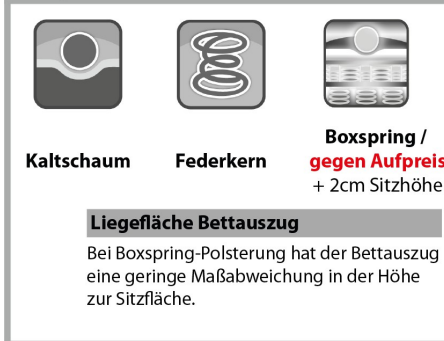 Kaltschaum
Federkern
Boxspring /
gegen Aufpreis
+ 2cm Sitzhöhe
Liegefläche Bettauszug
Bei Boxspring-Polsterung hat der Bettauszug
eine geringe Maßabweichung in der Höhe
zur Sitzfläche.